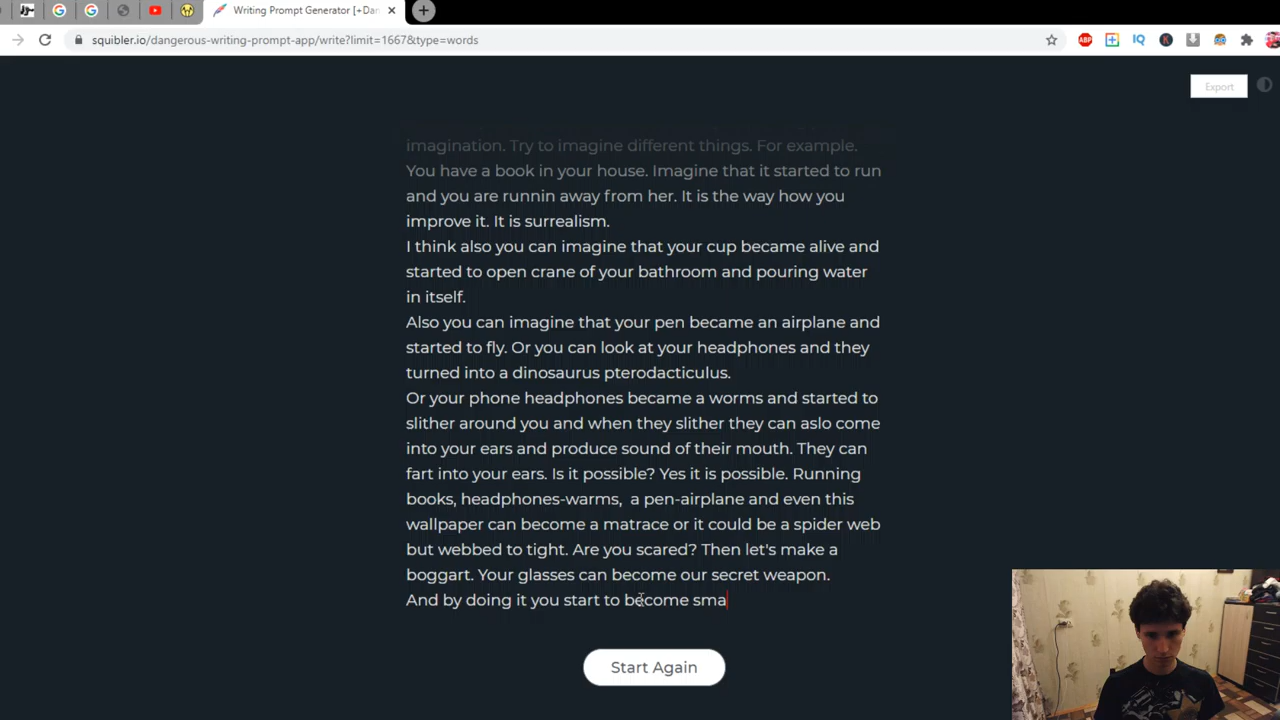 Writing Prompt Generator [+Dan
squibler.io/dangerous-writing-prompt-app/write?limit=1667&type=words
ABP
IQ
K
Export
imagination. Try to imagine different things. For example.
You have a book in your house. Imagine that it started to run
and you are runnin away from her. It is the way how you
improve it. It is surrealism.
I think also you can imagine that your cup became alive and
started to open crane of your bathroom and pouring water
in itself.
Also you can imagine that your pen became an airplane and
started to fly. Or you can look at your headphones and they
turned into a dinosaurus pterodacticulus.
Or your phone headphones became a worms and started to
slither around you and when they slither they can aslo come
into your ears and produce sound of their mouth. They can
fart into your ears. Is it possible? Yes it is possible. Running
books, headphones-warms,  a pen-airplane and even this
wallpaper can become a matrace or it could be a spider web
but webbed to tight. Are you scared? Then let's make a
boggart. Your glasses can become our secret weapon.
And by doing it you start to become sma
Start Again